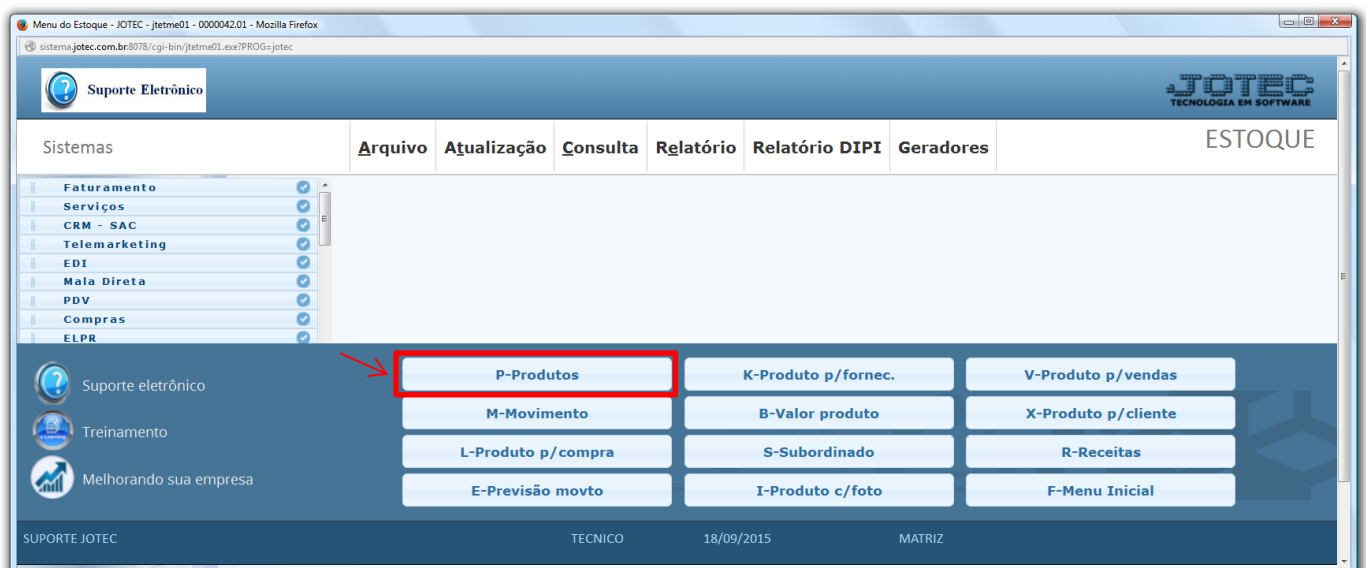 Menu do Estoque - JOTEC - jtetme01 - 0000042.01 - Mozilla Firefox
sistema.jotec.com.br:8078/cgi-bin/jtetme01.exe?PROG=jotec
Suporte Eletrônico
JOTEC
TECNOLOGIA EM SOFTWARE
Sistemas
Arquivo Atualização Consulta Relatório Relatório DIPI Geradores
ESTOQUE
Faturamento
Serviços
CRM - SAC
Telemarketing
EDI
Mala Direta
PDV
Compras
ELPR
Suporte eletrônico
Treinamento
Melhorando sua empresa
P-Produtos K-Produto p/fornec. V-Produto p/vendas
M-Movimento B-Valor produto X-Produto p/cliente
L-Produto p/compra S-Subordinado R-Receitas
E-Previsão movto I-Produto c/foto F-Menu Inicial
SUPORTE JOTEC TECNICO 18/09/2015 MATRIZ